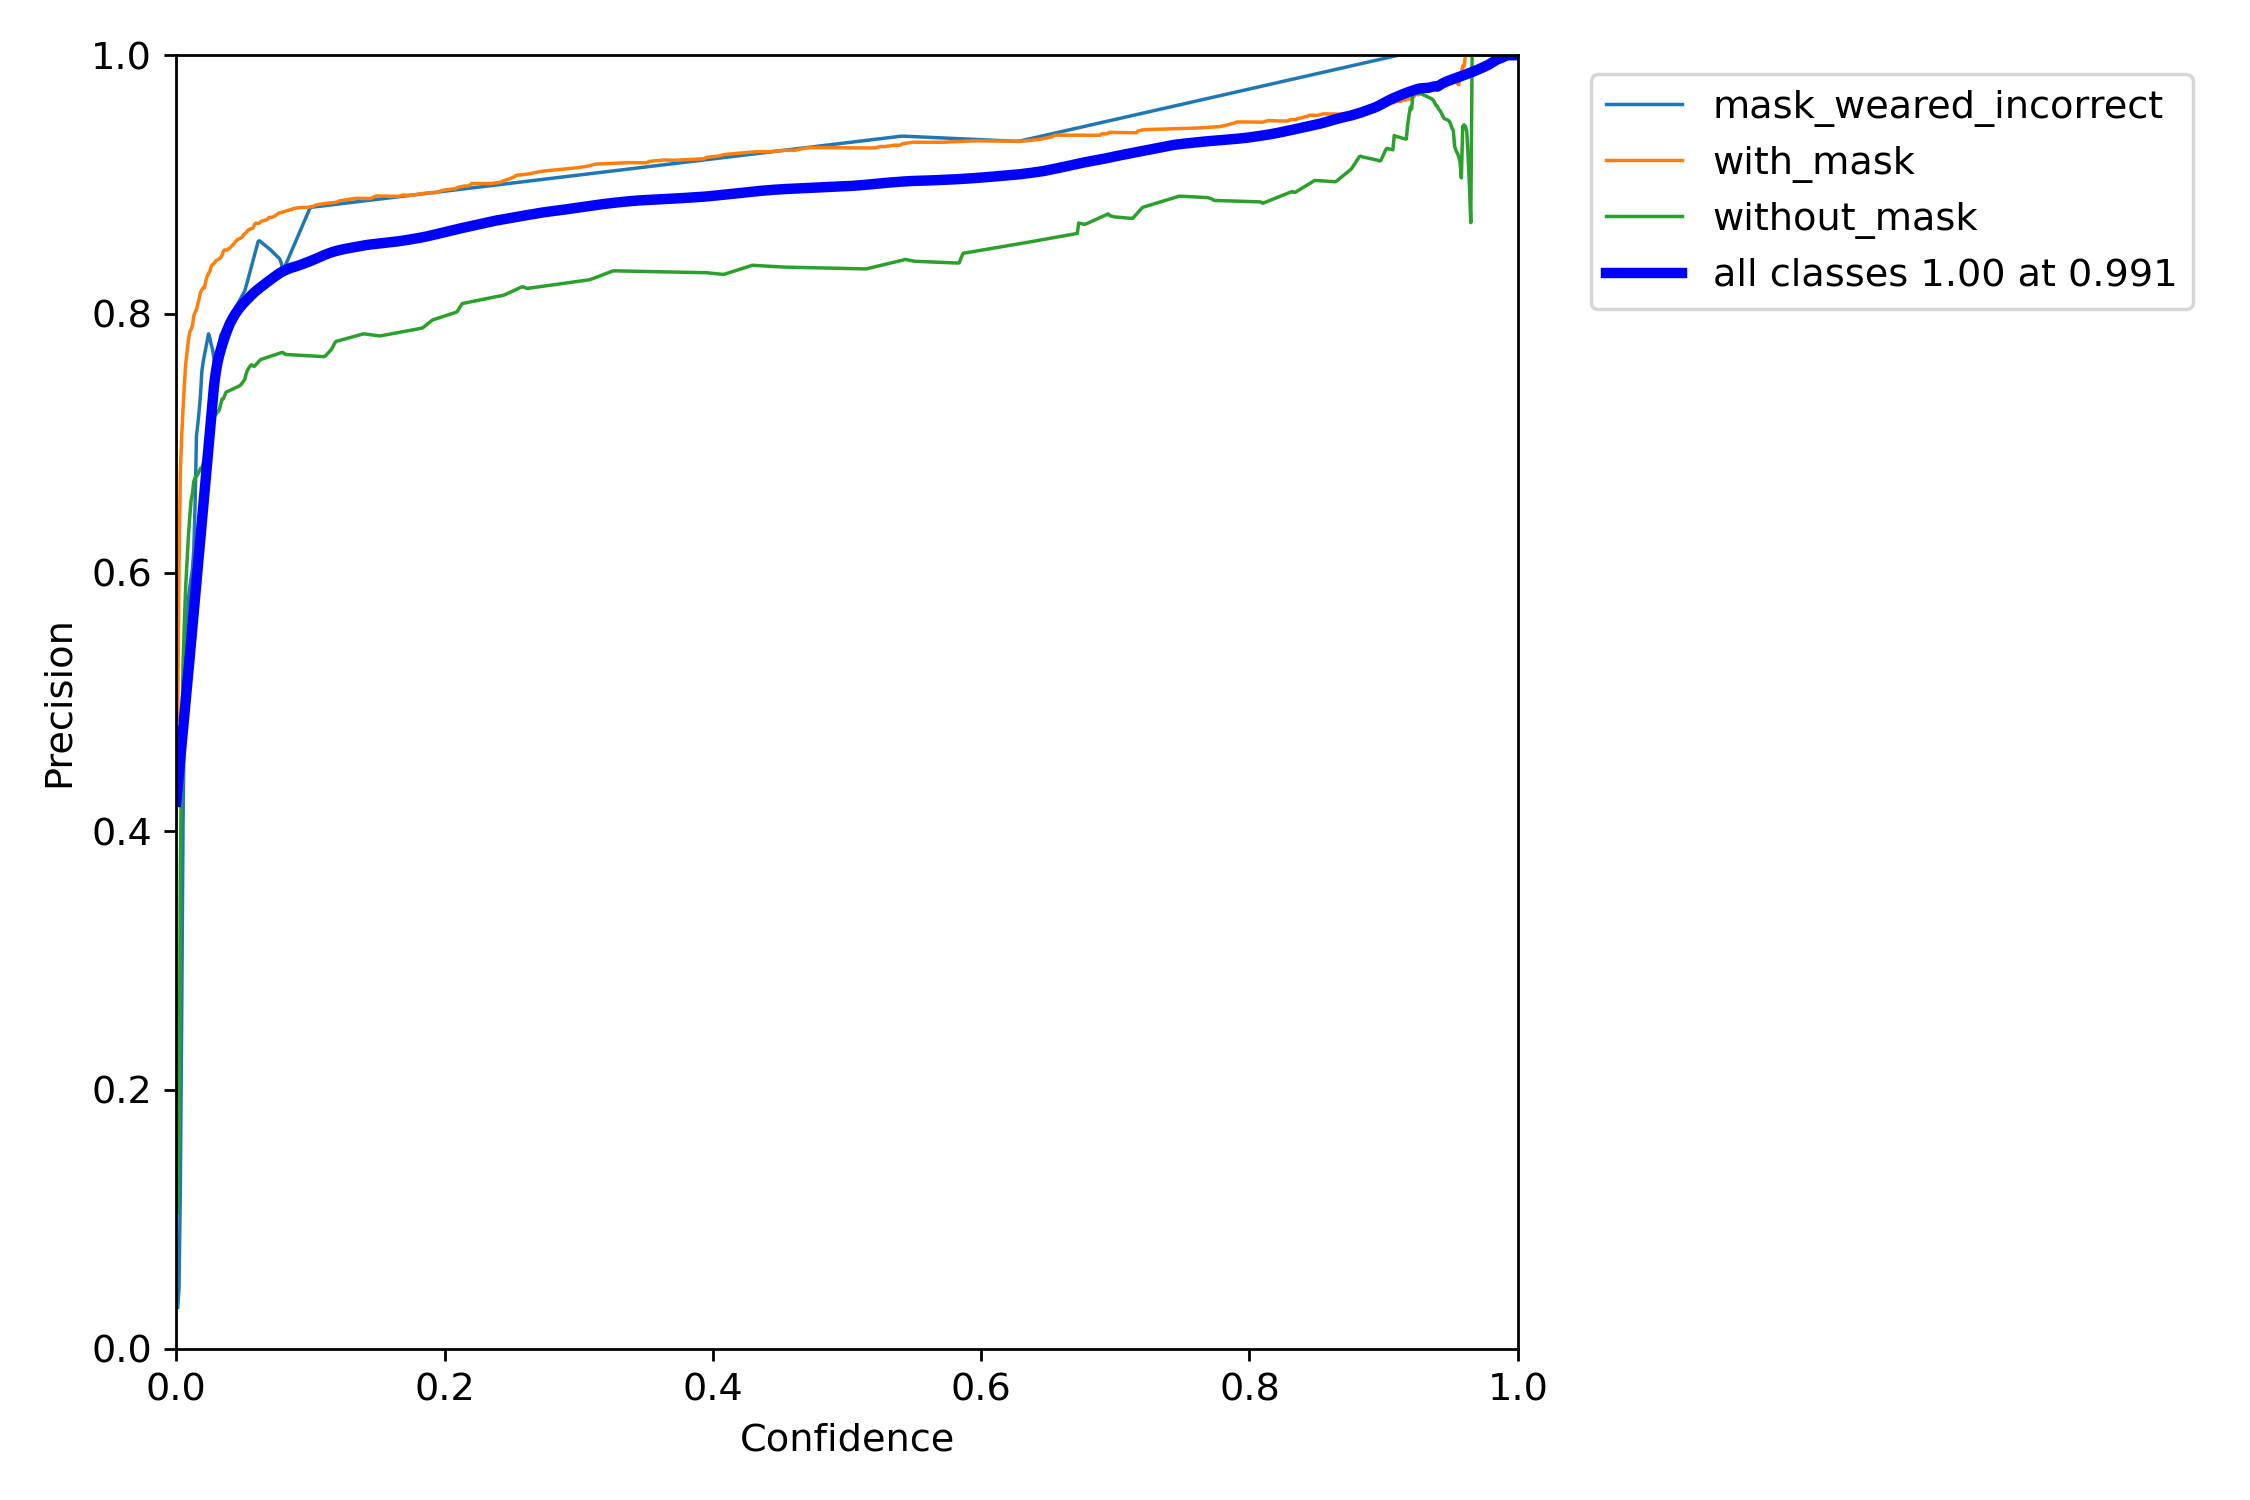 1.0
0.8
0.6
0.4
0.2
0.0
Precision
0.0 0.2 0.4 0.6 0.8 1.0
Confidence
mask_weared_incorrect
with_mask
without_mask
all classes 1.00 at 0.991